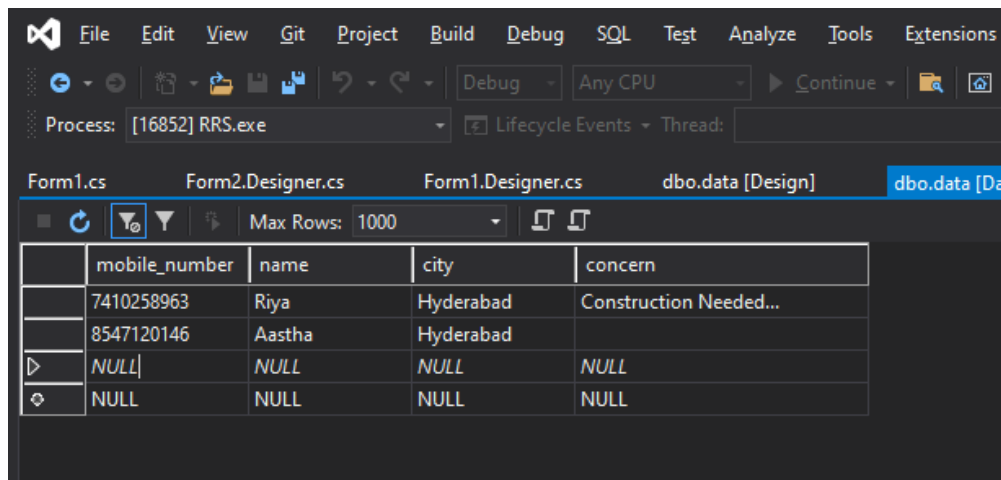 File Edit View Git Project Build Debug SQL Test Analyze Tools Extensions
Debug Any CPU Continue
Process: [16852] RRS.exe Lifecycle Events Thread:
Form1.cs Form2.Designer.cs Form1.Designer.cs dbo.data [Design] dbo.data [Da
Max Rows: 1000
mobile_number name city concern
7410258963 Riya Hyderabad Construction Needed...
8547120146 Aastha Hyderabad
NULL NULL NULL NULL
NULL NULL NULL NULL